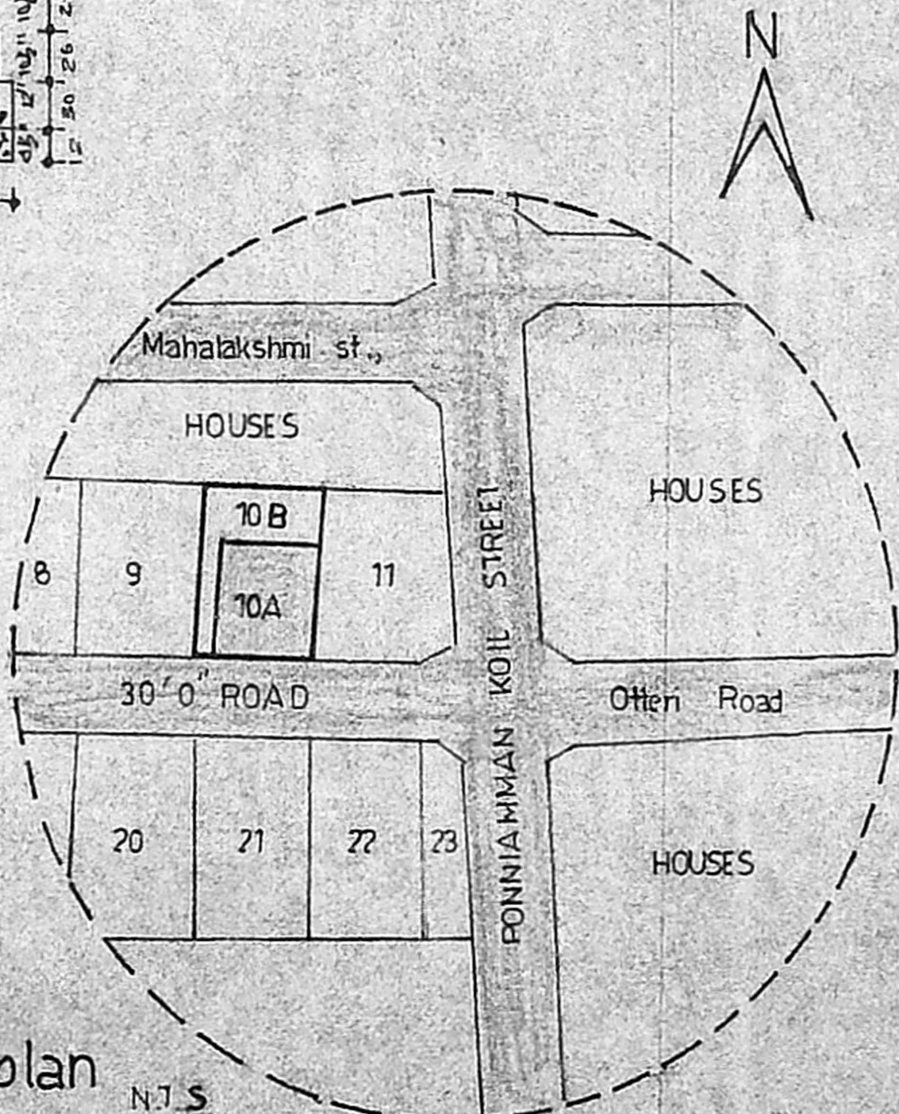 N
Mahalakshmi st.,
HOUSES
HOUSES
10B
8
9
10A
11
30'0" ROAD
PONNIAMMAN KOIL STREET
Otteri Road
20
21
22
23
HOUSES
plan
N.T.S